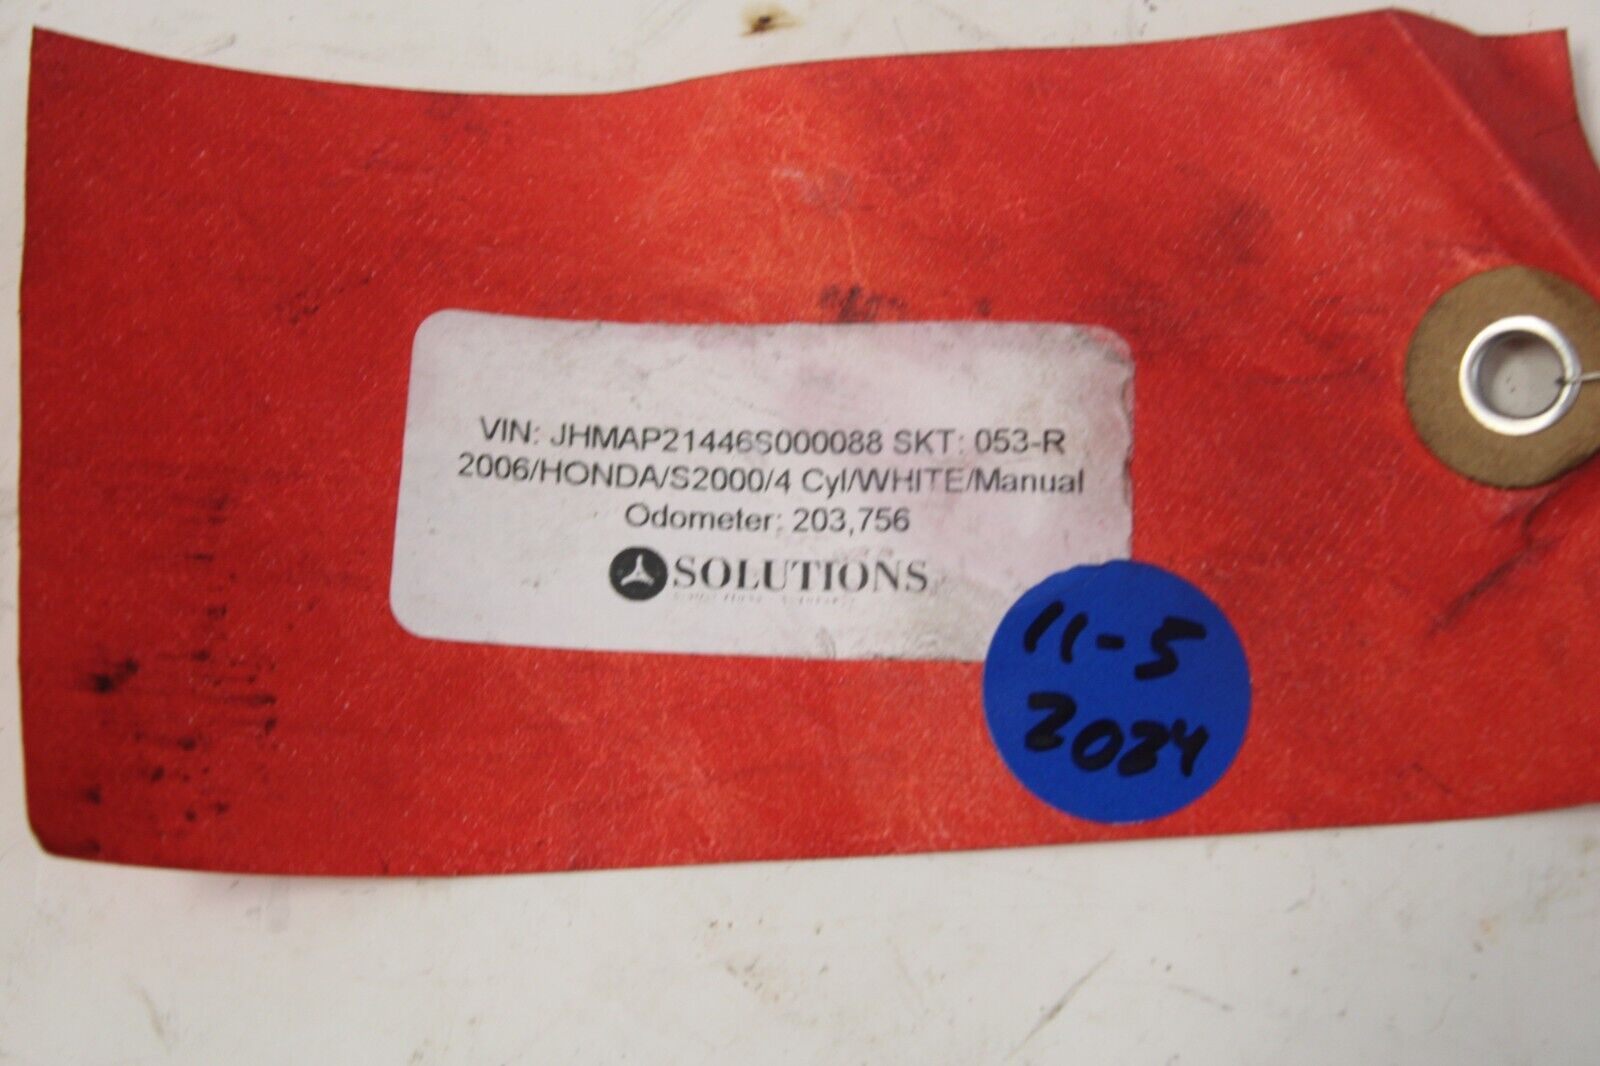 VIN: JHMAP21446S000088 SKT: 053-R
2006/HONDA/S2000/4 Cyl/WHITE/Manual
Odometer: 203,756
SOLUTIONS
11-5
2024